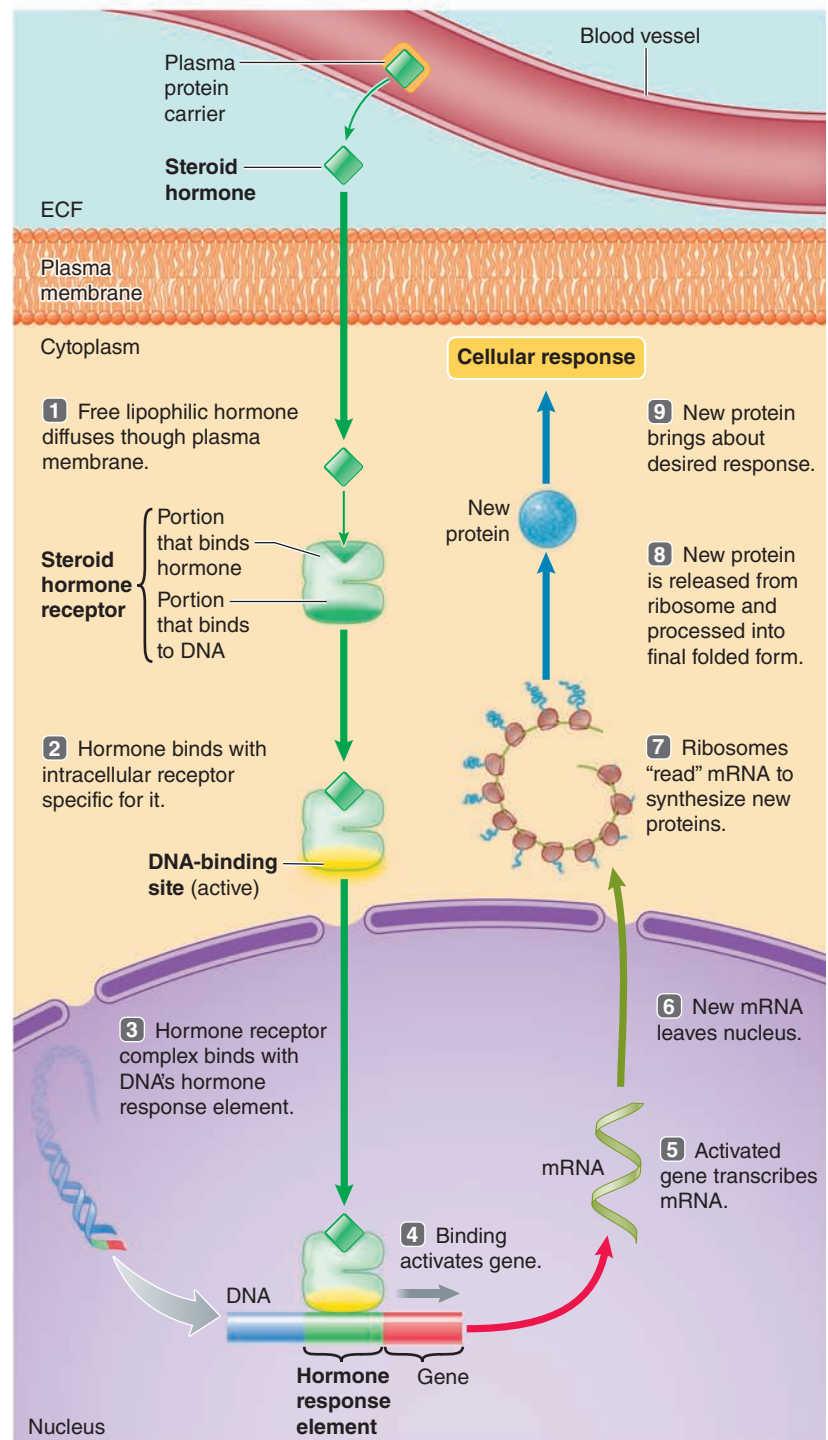 Blood vessel
Plasma
protein
carrier
Steroid
hormone
ECF
Plasma
membrane
Cytoplasm
Cellular response
1 Free lipophilic hormone
diffuses though plasma
membrane.
9 New protein
brings about
desired response.
Steroid
hormone
receptor
Portion
that binds
hormone
Portion
that binds
to DNA
New
protein
8 New protein
is released from
ribosome and
processed into
final folded form.
2 Hormone binds with
intracellular receptor
specific for it.
7 Ribosomes
“read” mRNA to
synthesize new
proteins.
DNA-binding
site (active)
3 Hormone receptor
complex binds with
DNA’s hormone
response element.
6 New mRNA
leaves nucleus.
mRNA
5 Activated
gene transcribes
mRNA.
4 Binding
activates gene.
DNA
Hormone
response
element
Gene
Nucleus